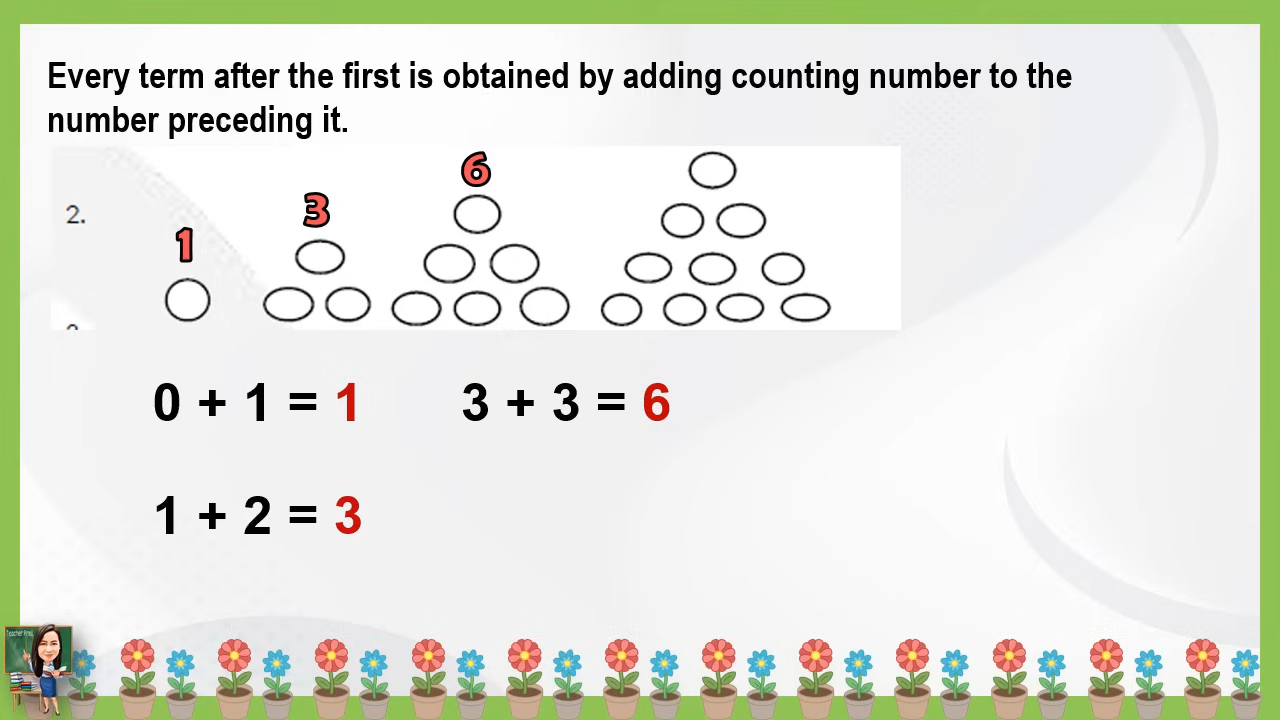 Every term after the first is obtained by adding counting number to the
number preceding it.
6
3
2.
1
0 + 1 = 1 3 + 3 = 6
1 + 2 = 3